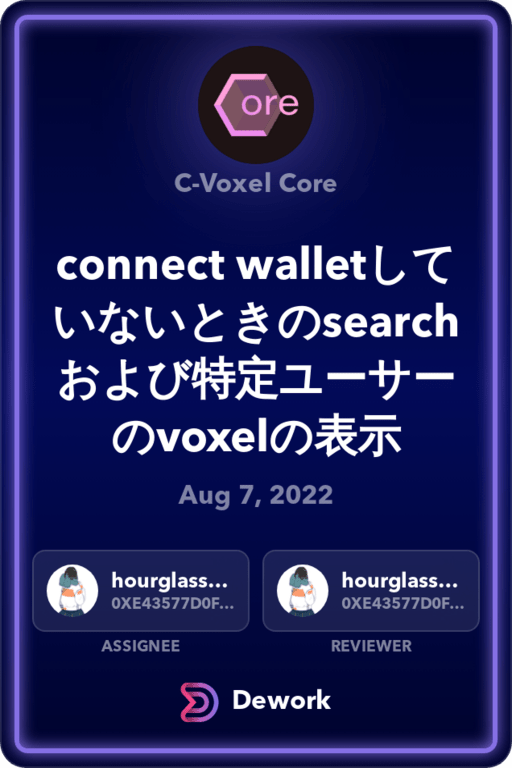 ore
C-Voxel Core
connect walletして
いないときのsearch
および特定ユーサー
のvoxelの表示
Aug 7, 2022
hourglass...
0XE43577D0F...
ASSIGNEE
hourglass...
0XE43577D0F...
REVIEWER
Dework